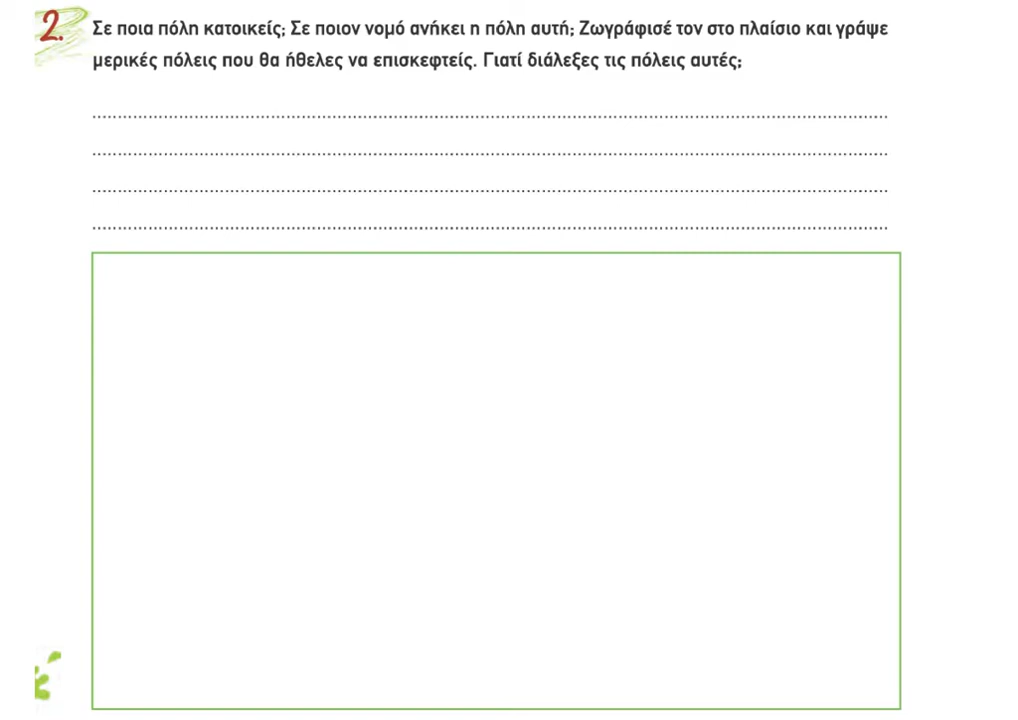 2. Σε ποια πόλη κατοικείς; Σε ποιον νομό ανήκει η πόλη αυτή; Ζωγράφισέ τον στο πλαίσιο και γράψε
μερικές πόλεις που θα ήθελες να επισκεφτείς. Γιατί διάλεξες τις πόλεις αυτές;